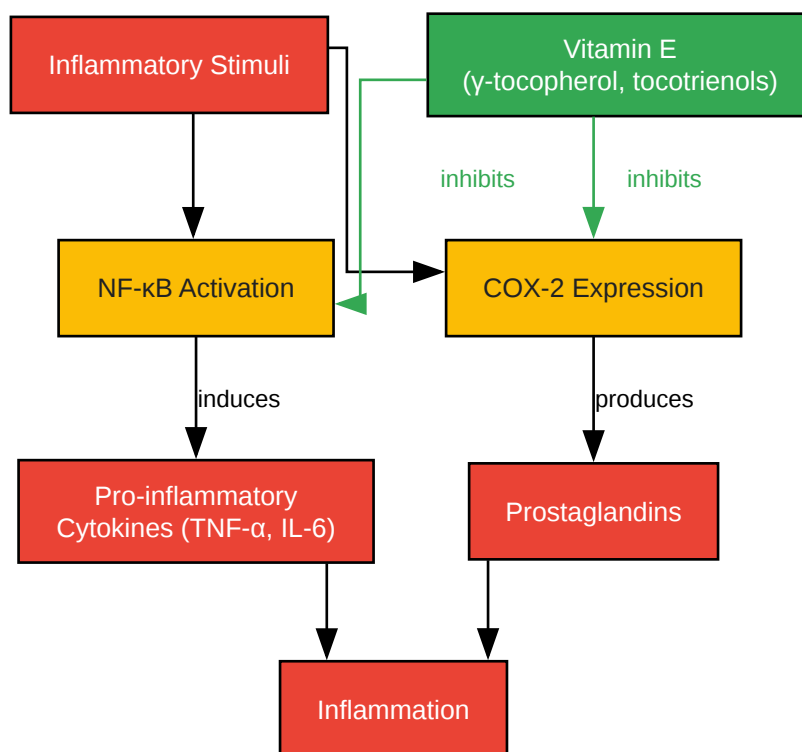 Inflammatory Stimuli
Vitamin E
(γ-tocopherol, tocotrienols)
inhibits
inhibits
NF-κB Activation
COX-2 Expression
induces
produces
Pro-inflammatory
Cytokines (TNF-α, IL-6)
Prostaglandins
Inflammation